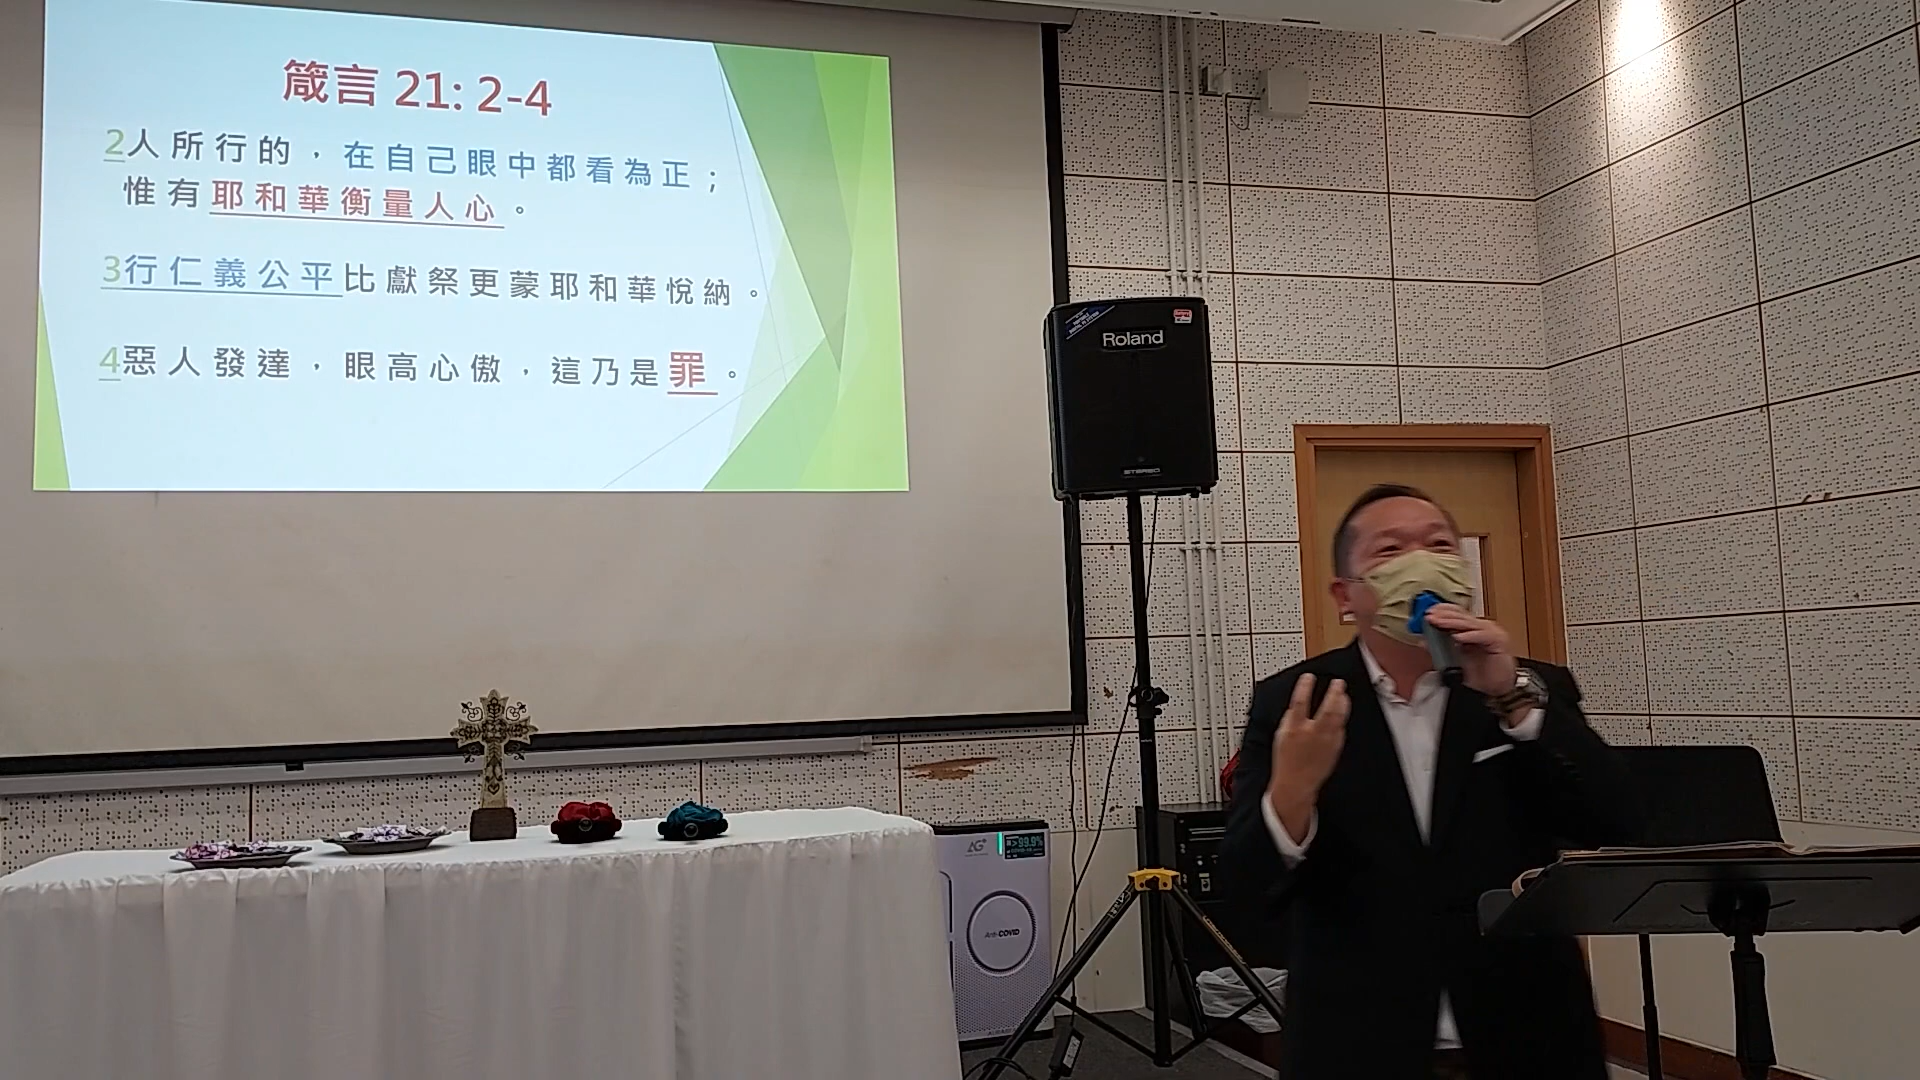 箴言 21: 2-4
2人所行的，在自己眼中都看為正；
惟有耶和華衡量人心。
3行仁義公平比獻祭更蒙耶和華悅納。
4惡人發達，眼高心傲，這乃是罪。
Roland
STEREO
AG+
99.9%
Anti-COVID